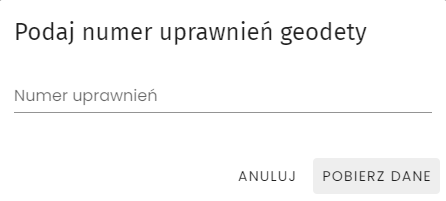 Podaj numer uprawnień geodety
Numer uprawnień
ANULUJ POBIERZ DANE